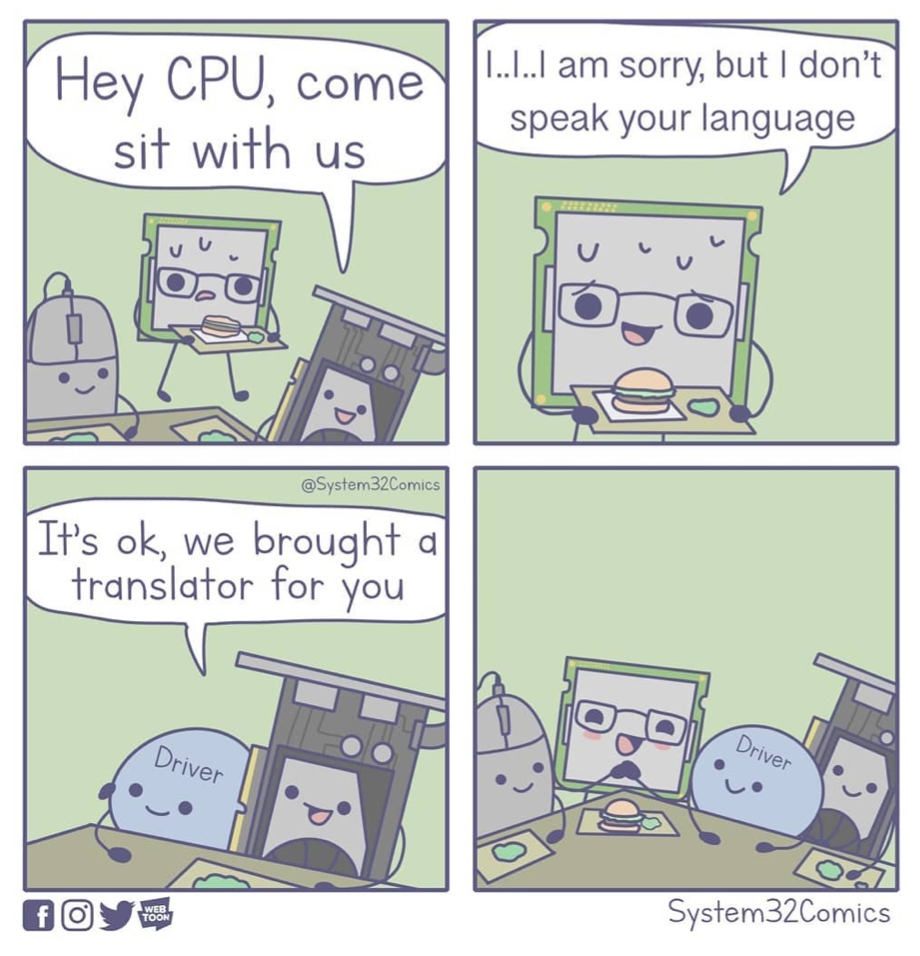 Hey CPU, come
sit with us
I..I..I am sorry, but I don't
speak your language
@System32Comics
It's ok, we brought a
translator for you
Driver
Driver
f
WEB
TOON
System32Comics